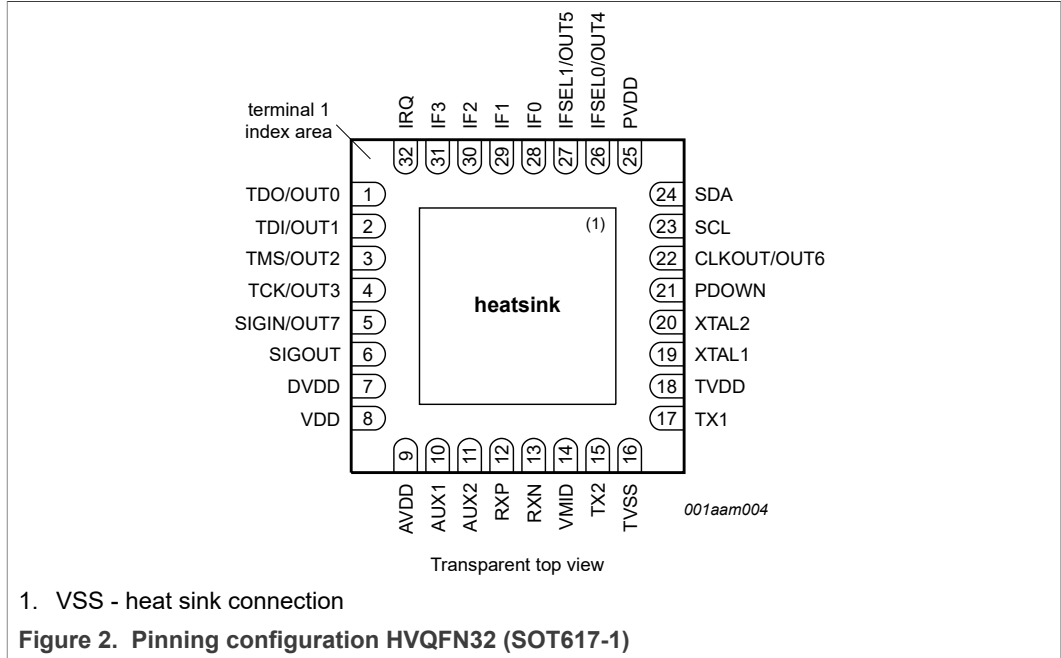 IRQ
IF3
IF2
IF1
IF0
IFSEL1/OUT5
IFSEL0/OUT4
PVDD
terminal 1
index area
32
31
30
29
28
27
26
25
TDO/OUT0 1
TDI/OUT1 2
TMS/OUT2 3
TCK/OUT3 4
SIGIN/OUT7 5
SIGOUT 6
DVDD 7
VDD 8
(1)
heatsink
24 SDA
23 SCL
22 CLKOUT/OUT6
21 PDOWN
20 XTAL2
19 XTAL1
18 TVDD
17 TX1
9
10
11
12
13
14
15
16
AVDD
AUX1
AUX2
RXP
RXN
VMID
TX2
TVSS
001aam004
Transparent top view
1. VSS - heat sink connection
Figure 2. Pinning configuration HVQFN32 (SOT617-1)